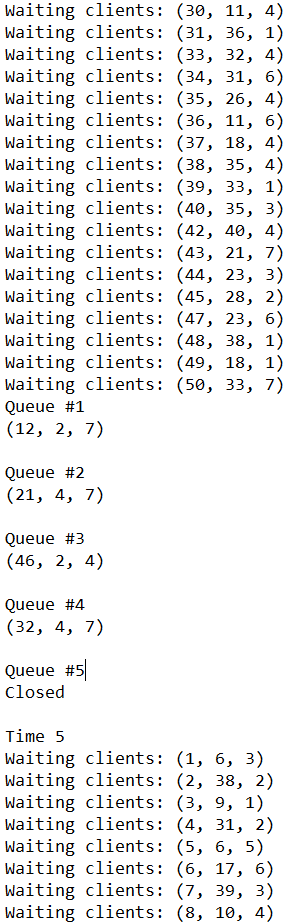 Waiting clients: (30, 11, 4)
Waiting clients: (31, 36, 1)
Waiting clients: (33, 32, 4)
Waiting clients: (34, 31, 6)
Waiting clients: (35, 26, 4)
Waiting clients: (36, 11, 6)
Waiting clients: (37, 18, 4)
Waiting clients: (38, 35, 4)
Waiting clients: (39, 33, 1)
Waiting clients: (40, 35, 3)
Waiting clients: (42, 40, 4)
Waiting clients: (43, 21, 7)
Waiting clients: (44, 23, 3)
Waiting clients: (45, 28, 2)
Waiting clients: (47, 23, 6)
Waiting clients: (48, 38, 1)
Waiting clients: (49, 18, 1)
Waiting clients: (50, 33, 7)
Queue #1
(12, 2, 7)
Queue #2
(21, 4, 7)
Queue #3
(46, 2, 4)
Queue #4
(32, 4, 7)
Queue #5
Closed
Time 5
Waiting clients: (1, 6, 3)
Waiting clients: (2, 38, 2)
Waiting clients: (3, 9, 1)
Waiting clients: (4, 31, 2)
Waiting clients: (5, 6, 5)
Waiting clients: (6, 17, 6)
Waiting clients: (7, 39, 3)
Waiting clients: (8, 10, 4)